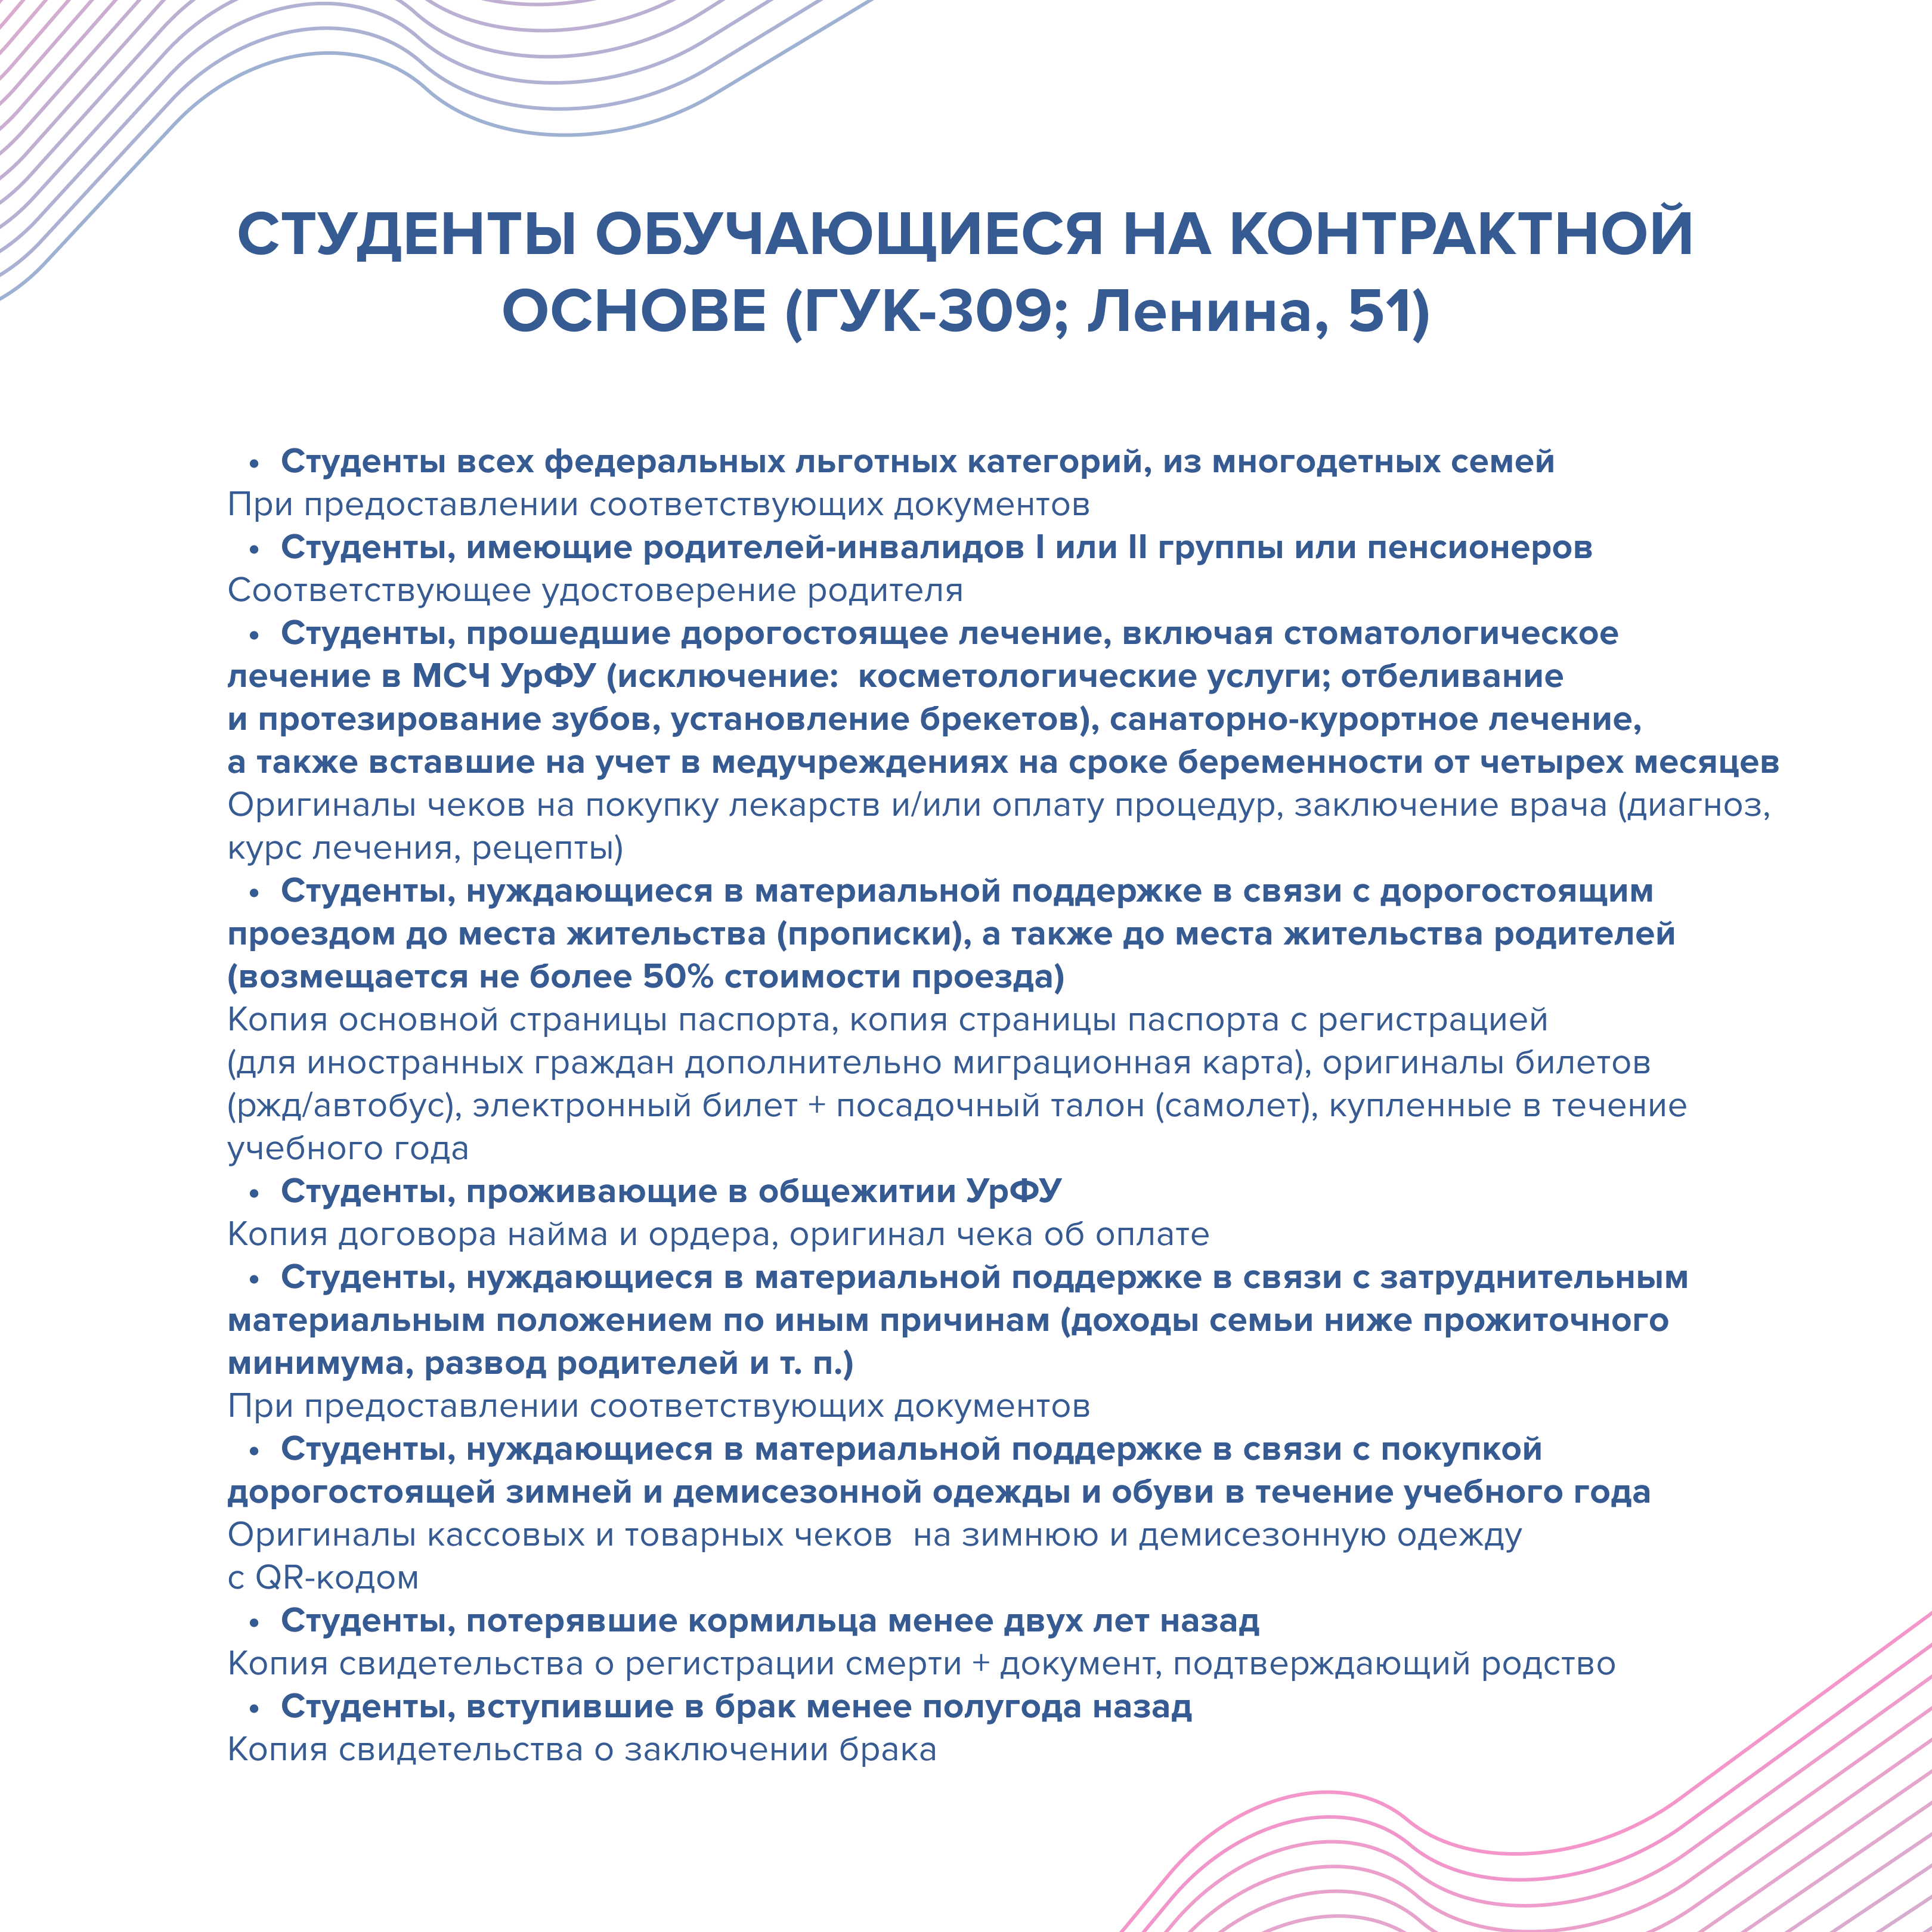 СТУДЕНТЫ ОБУЧАЮЩИЕСЯ НА КОНТРАКТНОЙ
ОСНОВЕ (ГУК-309; Ленина, 51)
• Студенты всех федеральных льготных категорий, из многодетных семей
При предоставлении соответствующих документов
• Студенты, имеющие родителей-инвалидов I или II группы или пенсионеров
Соответствующее удостоверение родителя
• Студенты, прошедшие дорогостоящее лечение, включая стоматологическое
лечение в МСЧ УрФУ (исключение:  косметологические услуги; отбеливание
и протезирование зубов, установление брекетов), санаторно-курортное лечение,
а также вставшие на учет в медучреждениях на сроке беременности от четырех месяцев
Оригиналы чеков на покупку лекарств и/или оплату процедур, заключение врача (диагноз,
курс лечения, рецепты)
• Студенты, нуждающиеся в материальной поддержке в связи с дорогостоящим
проездом до места жительства (прописки), а также до места жительства родителей
(возмещается не более 50% стоимости проезда)
Копия основной страницы паспорта, копия страницы паспорта с регистрацией
(для иностранных граждан дополнительно миграционная карта), оригиналы билетов
(ржд/автобус), электронный билет + посадочный талон (самолет), купленные в течение
учебного года
• Студенты, проживающие в общежитии УрФУ
Копия договора найма и ордера, оригинал чека об оплате
• Студенты, нуждающиеся в материальной поддержке в связи с затруднительным
материальным положением по иным причинам (доходы семьи ниже прожиточного
минимума, развод родителей и т. п.)
При предоставлении соответствующих документов
• Студенты, нуждающиеся в материальной поддержке в связи с покупкой
дорогостоящей зимней и демисезонной одежды и обуви в течение учебного года
Оригиналы кассовых и товарных чеков  на зимнюю и демисезонную одежду
с QR-кодом
• Студенты, потерявшие кормильца менее двух лет назад
Копия свидетельства о регистрации смерти + документ, подтверждающий родство
• Студенты, вступившие в брак менее полугода назад
Копия свидетельства о заключении брака